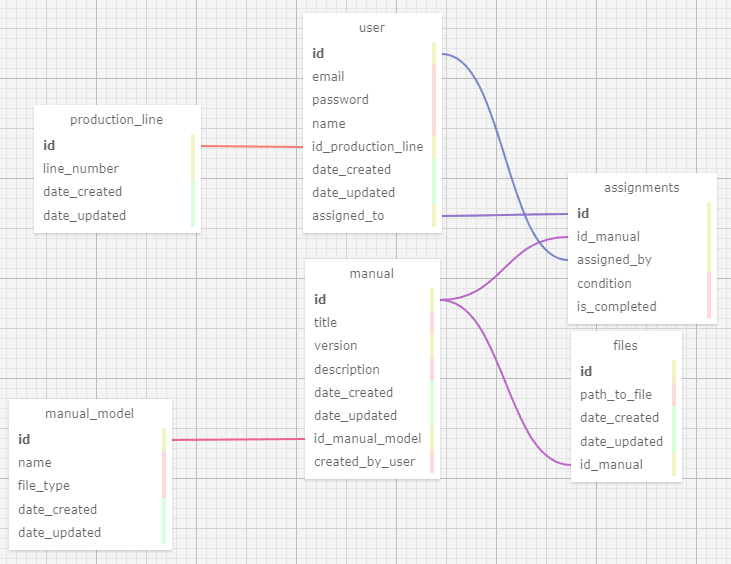 user
id
email
password
name
id_production_line
date_created
date_updated
assigned_to
production_line
id
line_number
date_created
date_updated
assignments
id
id_manual
assigned_by
condition
is_completed
manual
id
title
version
description
date_created
date_updated
id_manual_model
created_by_user
files
id
path_to_file
date_created
date_updated
id_manual
manual_model
id
name
file_type
date_created
date_updated